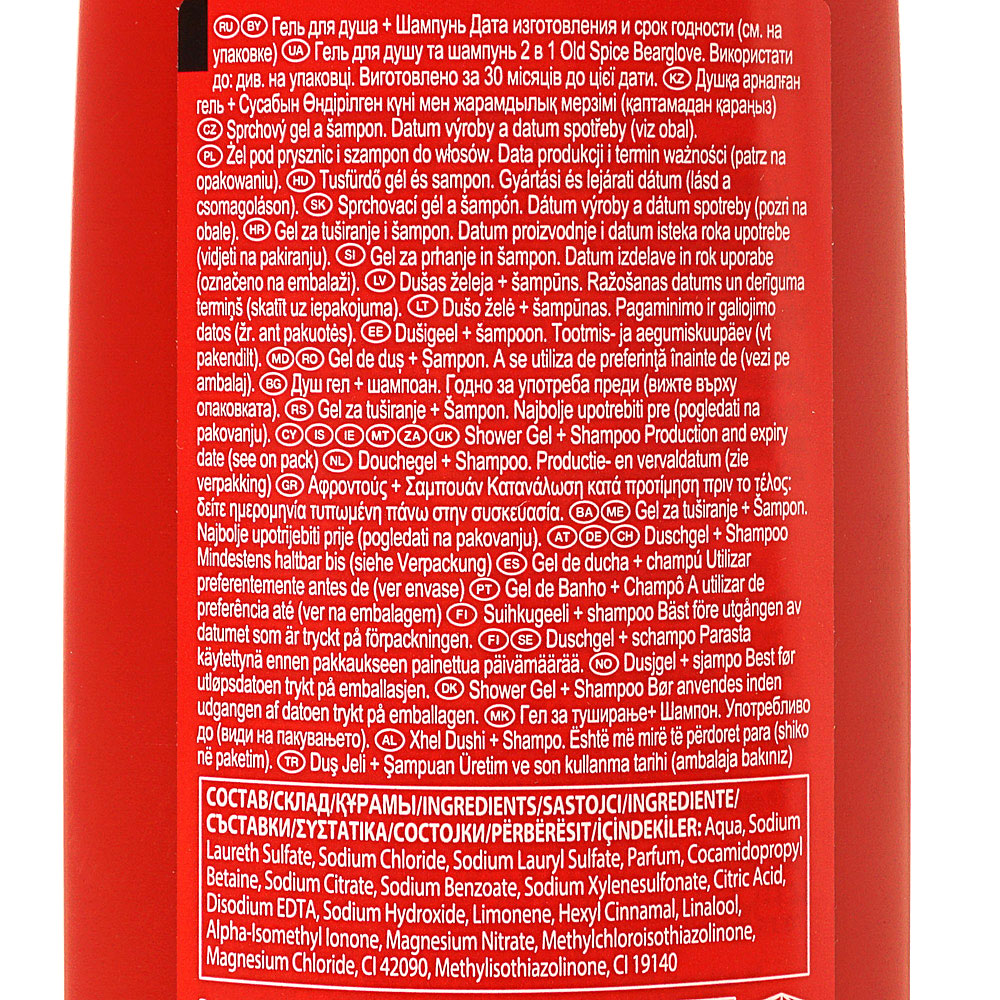 RU BY Гель для душа + Шампунь Дата изготовления и срок годности (см. на
упаковке) UA Гель для душу та шампунь 2 в 1 Old Spice Bearglove. Використати
до: див. на упаковці. Виготовлено за 30 місяців до цієї дати. KZ Душқа арналған
гель + Сусабын Өндірілген күні мен жарамдылық мерзімі (қаптамадан қараңыз)
CZ Sprchový gel a šampon. Datum výroby a datum spotřeby (viz obal).
PL Żel pod prysznic i szampon do włosów. Data produkcji i termin ważności (patrz na
opakowaniu). HU Tusfürdő gél és sampon. Gyártási és lejárati dátum (lásd a
csomagoláson). SK Sprchovací gél a šampón. Dátum výroby a dátum spotreby (pozri na
obale). HR Gel za tuširanje i šampon. Datum proizvodnje i datum isteka roka upotrebe
(vidjeti na pakiranju). SI Gel za prhanje in šampon. Datum izdelave in rok uporabe
(označeno na embalaži). LV Dušas želeja + šampūns. Ražošanas datums un derīguma
termiņš (skatīt uz iepakojuma). LT Dušo želė + šampūnas. Pagaminimo ir galiojimo
datos (žr. ant pakuotės). EE Dušigeel + šampoon. Tootmis- ja aegumiskuupäev (vt
pakendilt). MD RO Gel de duș + Șampon. A se utiliza de preferință înainte de (vezi pe
ambalaj). BG Душ гел + шампоан. Годно за употреба преди (вижте върху
опаковката). RS Gel za tuširanje + Šampon. Najbolje upotrebiti pre (pogledati na
pakovanju). CY IS IE MT ZA UK Shower Gel + Shampoo Production and expiry
date (see on pack) NL Douchegel + Shampoo. Productie- en vervaldatum (zie
verpakking) GR Αφροντούς + Σαμπουάν Κατανάλωση κατά προτίμηση πριν το τέλος:
δείτε ημερομηνία τυπωμένη πάνω στην συσκευασία. BA ME Gel za tuširanje + Šampon.
Najbolje upotrijebiti prije (pogledati na pakovanju). AT DE CH Duschgel + Shampoo
Mindestens haltbar bis (siehe Verpackung) ES Gel de ducha + champú Utilizar
preferentemente antes de (ver envase) PT Gel de Banho + Champô A utilizar de
preferência até (ver na embalagem) FI Suihkugeeli + shampoo Bäst före utgången av
datumet som är tryckt på förpackningen. FI SE Duschgel + schampo Parasta
käytettynä ennen pakkaukseen painettua päivämäärää. NO Dusjgel + sjampo Best før
utløpsdatoen trykt på emballasjen. DK Shower Gel + Shampoo Bør anvendes inden
udgangen af datoen trykt på emballagen. MK Гел за туширање+ Шампон. Употребливо
до (види на пакувањето). AL Xhel Dushi + Shampo. Është më mirë të përdoret para (shiko
në paketim). TR Duş Jeli + Şampuan Üretim ve son kullanma tarihi (ambalaja bakınız)
СОСТАВ/СКЛАД/ҚҰРАМЫ/INGREDIENTS/SASTOJCI/INGREDIENTE/
СЪСТАВКИ/ΣΥΣΤΑΤΙΚΑ/СОСТОЈКИ/PËRBËRËSIT/İÇİNDEKİLER: Aqua, Sodium
Laureth Sulfate, Sodium Chloride, Sodium Lauryl Sulfate, Parfum, Cocamidopropyl
Betaine, Sodium Citrate, Sodium Benzoate, Sodium Xylenesulfonate, Citric Acid,
Disodium EDTA, Sodium Hydroxide, Limonene, Hexyl Cinnamal, Linalool,
Alpha-Isomethyl Ionone, Magnesium Nitrate, Methylchloroisothiazolinone,
Magnesium Chloride, CI 42090, Methylisothiazolinone, CI 19140